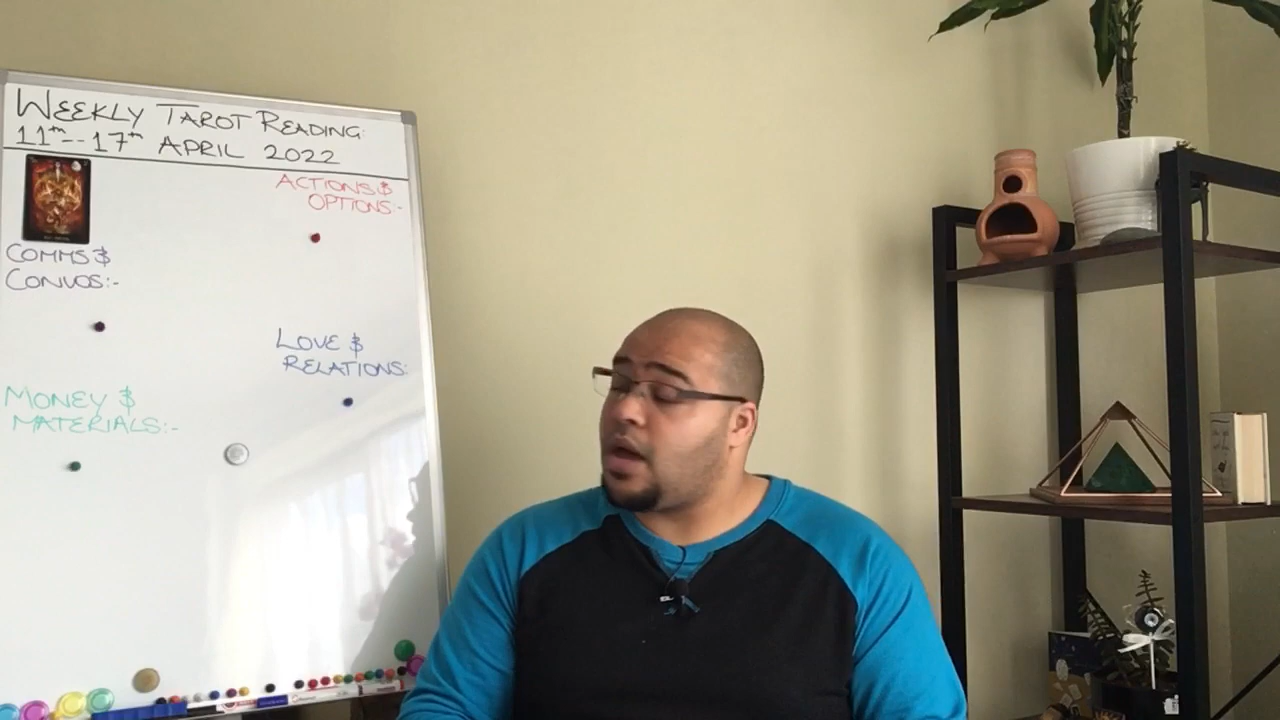 WEEKLY TAROT READING:
11TH--17TH APRIL 2022
ACTIONS &
OPTIONS:-
COMMS &
CONVOS:-
LOVE &
RELATIONS:
MONEY &
MATERIALS:-